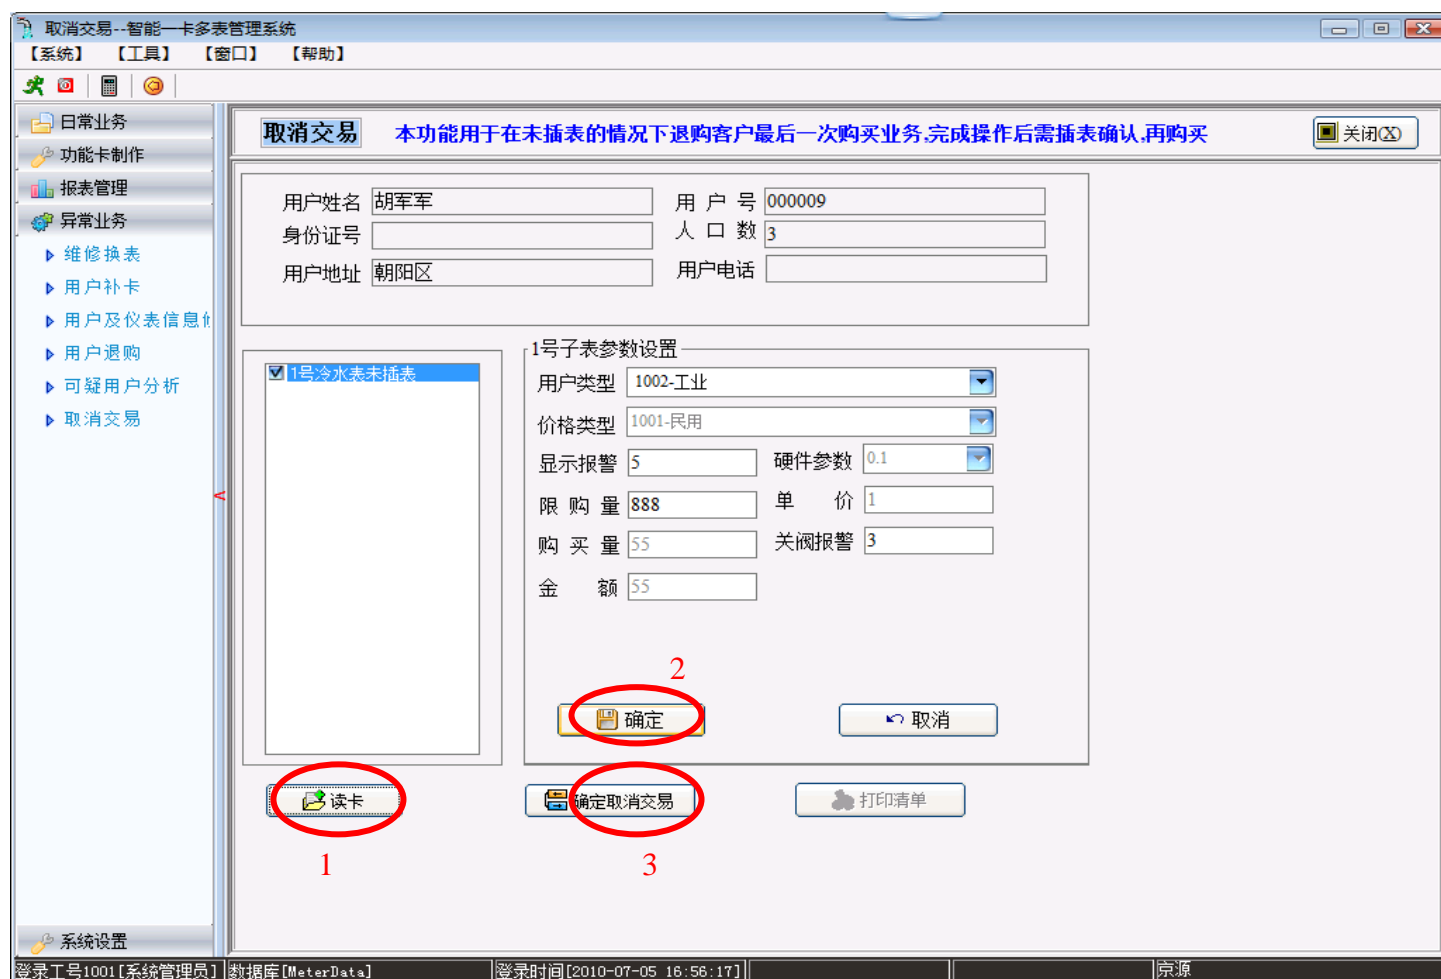 取消交易--智能一卡多表管理系统
【系统】 【工具】 【窗口】 【帮助】
日常业务
功能卡制作
报表管理
异常业务
维修换表
用户补卡
用户及仪表信息
用户退购
可疑用户分析
取消交易
系统设置
<
取消交易 本功能用于在未插表的情况下退购客户最后一次购买业务,完成操作后需插表确认,再购买 关闭(X)
用户姓名 胡军军 用 户 号 000009
身份证号 人 口 数 3
用户地址 朝阳区 用户电话
1号冷水表未插表
1号子表参数设置
用户类型 1002-工业
价格类型 1001-民用
显示报警 5 硬件参数 0.1
限 购 量 888 单 价 1
购 买 量 55 关阀报警 3
金 额 55
2
确定 取消
读卡 确定取消交易 打印清单
1 3
登录工号1001[系统管理员] 数据库[MeterData] 登录时间[2010-07-05 16:56:17] 京源